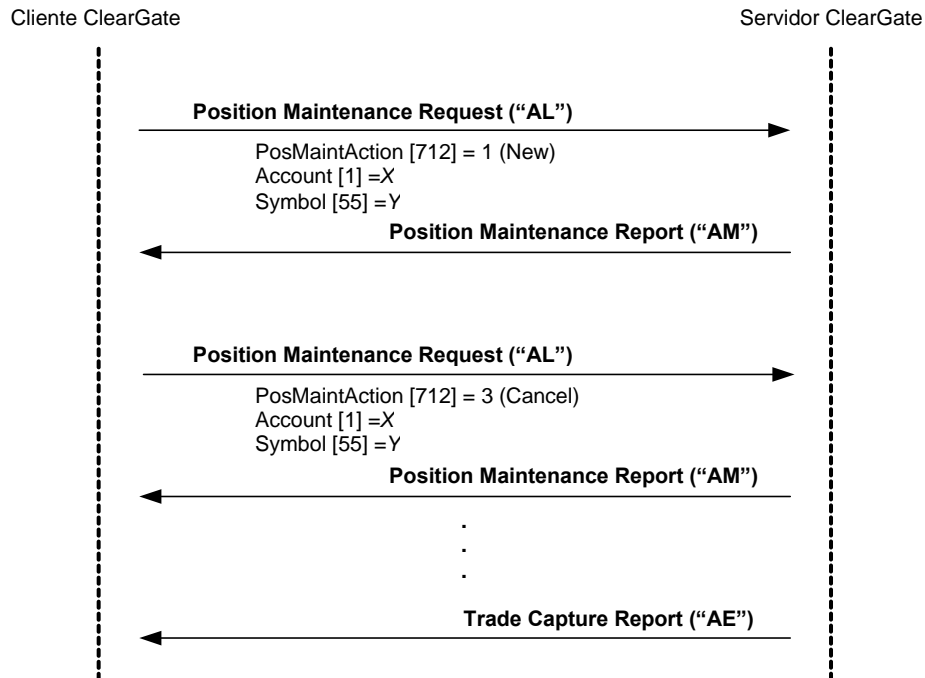 Cliente ClearGate
Servidor ClearGate
Position Maintenance Request (“AL”)
PosMaintAction [712] = 1 (New)
Account [1] =X
Symbol [55] =Y
Position Maintenance Report (“AM”)
Position Maintenance Request (“AL”)
PosMaintAction [712] = 3 (Cancel)
Account [1] =X
Symbol [55] =Y
Position Maintenance Report (“AM”)
.
.
.
Trade Capture Report (“AE”)